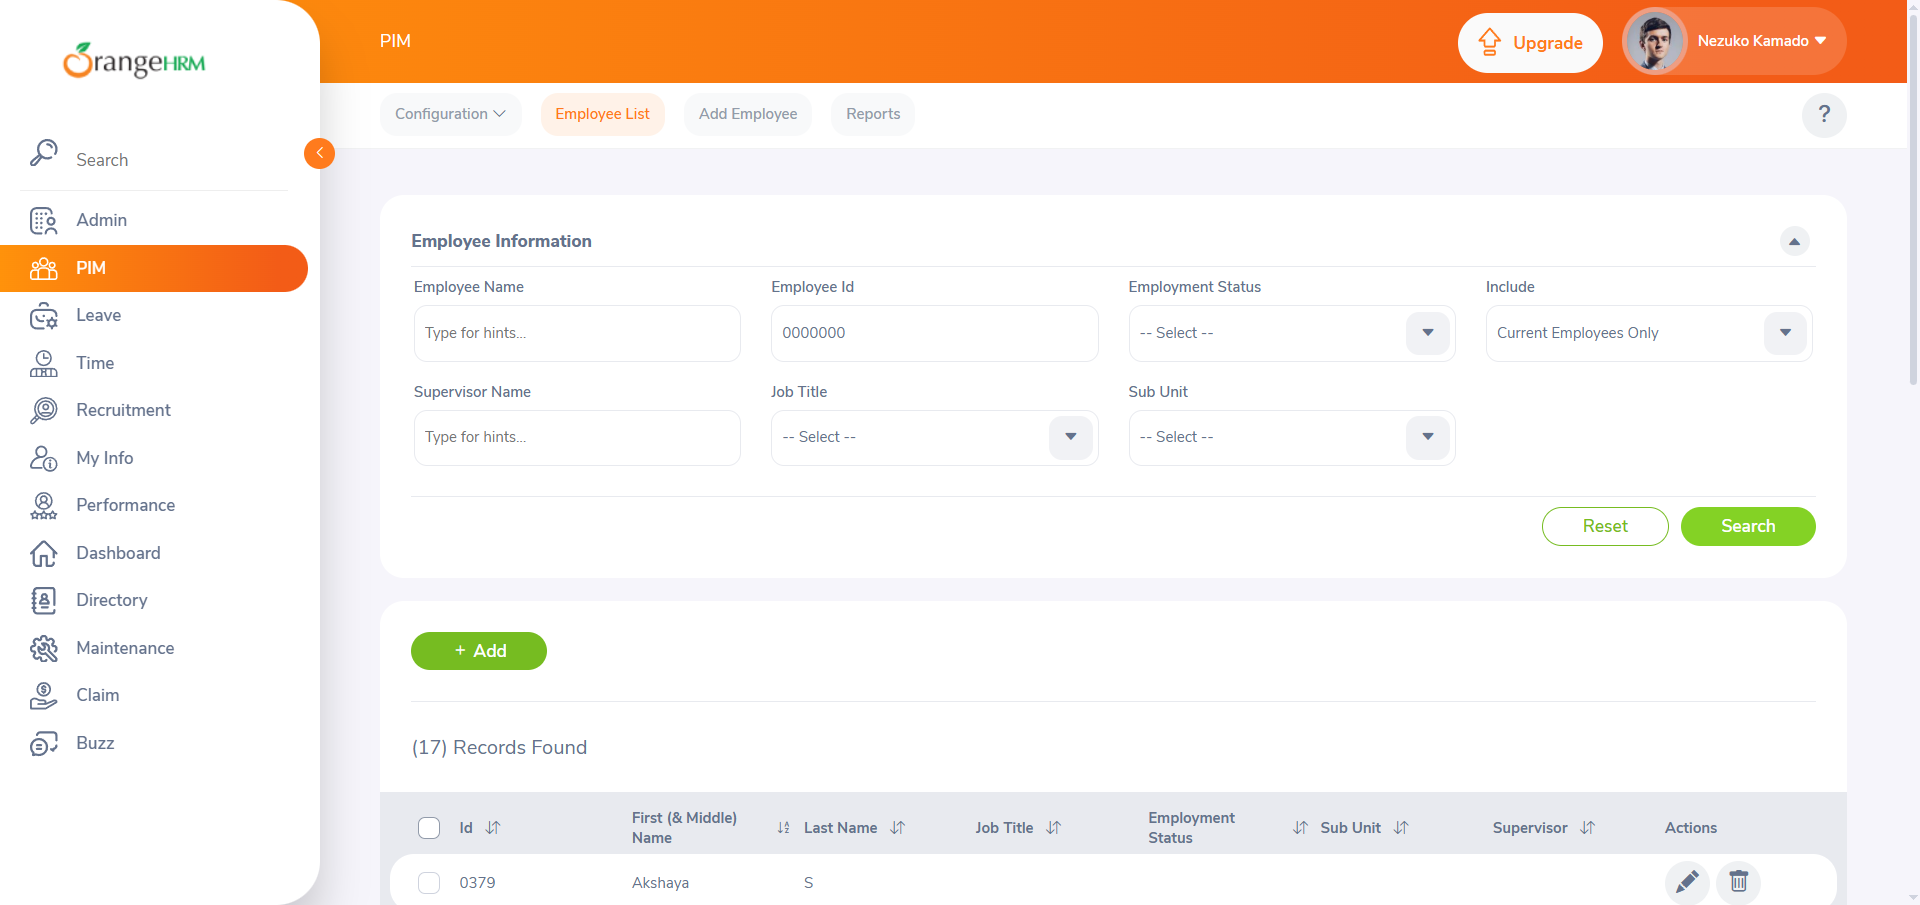 OrangeHRM
PIM
Upgrade
Nezuko Kamado
Configuration
Employee List
Add Employee
Reports
?
Search
Admin
PIM
Leave
Time
Recruitment
My Info
Performance
Dashboard
Directory
Maintenance
Claim
Buzz
Employee Information
Employee Name
Employee Id
Employment Status
Include
Type for hints...
0000000
-- Select --
Current Employees Only
Supervisor Name
Job Title
Sub Unit
Type for hints...
-- Select --
-- Select --
Reset
Search
+ Add
(17) Records Found
Id
First (& Middle) Name
Last Name
Job Title
Employment Status
Sub Unit
Supervisor
Actions
0379
Akshaya
S